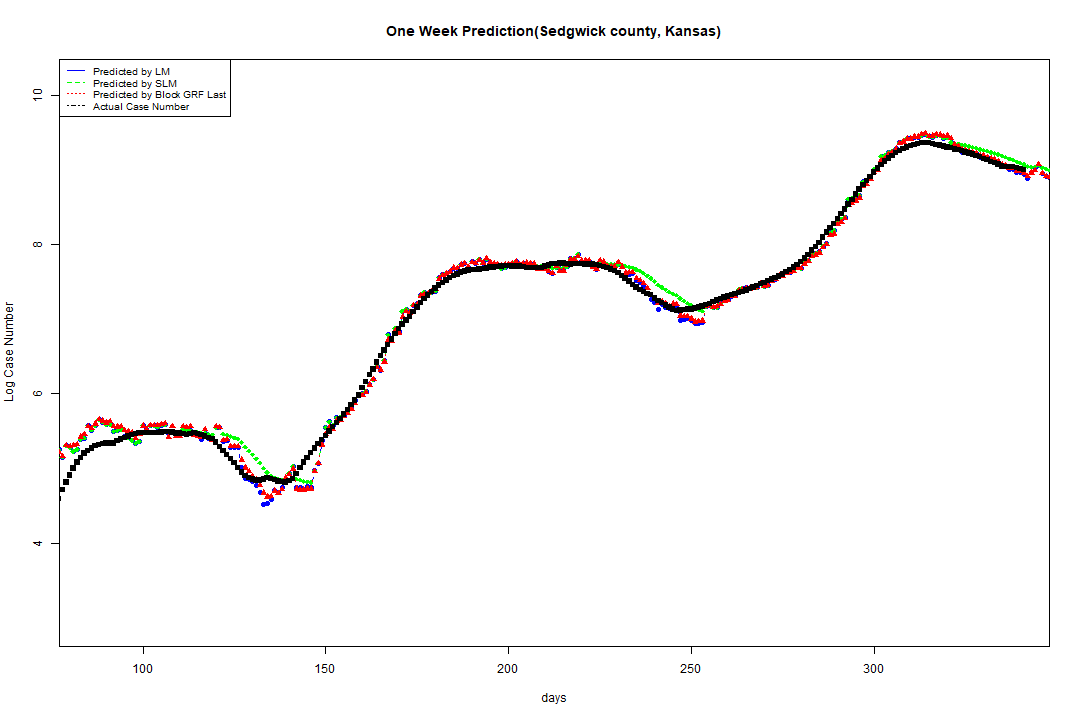 One Week Prediction(Sedgwick county, Kansas)
Predicted by LM
Predicted by SLM
Predicted by Block GRF Last
Actual Case Number
10
8
6
4
Log Case Number
100 150 200 250 300
days